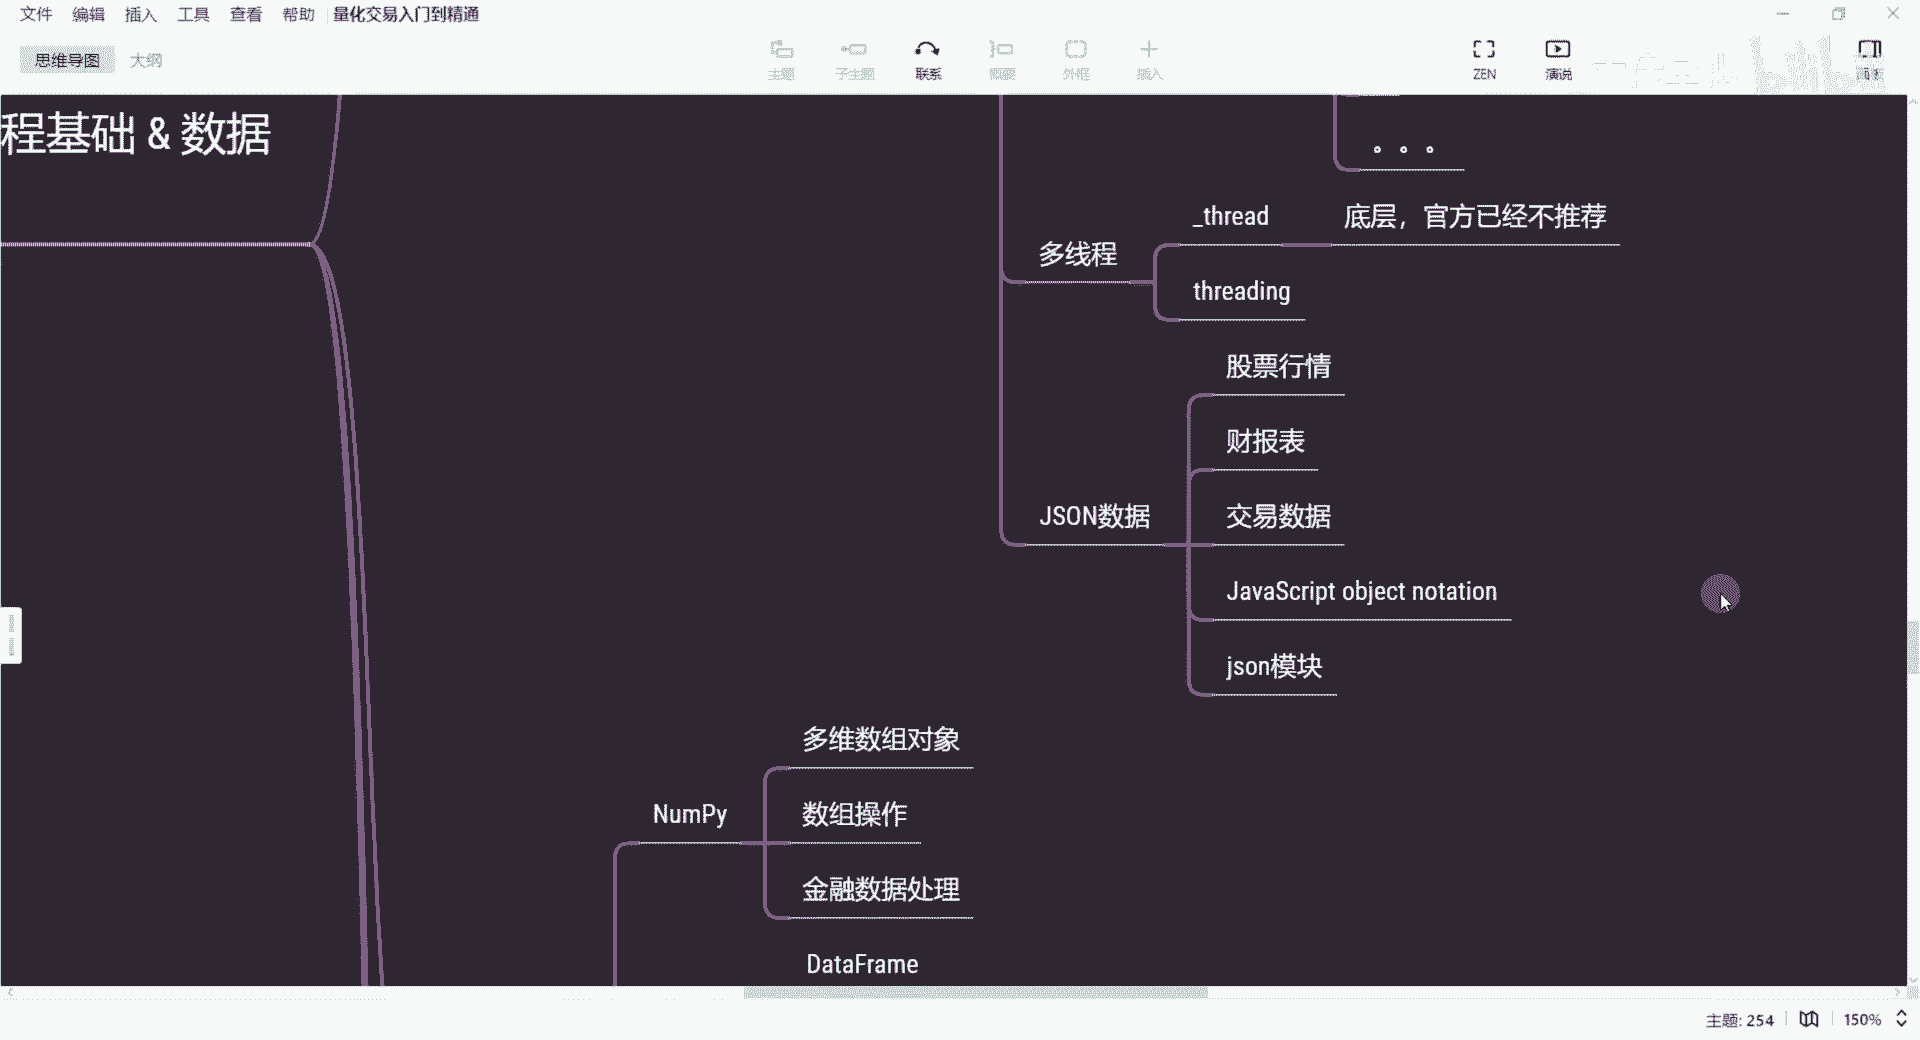 文件 编辑 插入 工具 查看 帮助 量化交易入门到精通
思维导图 大纲
主题 子主题 联系 概要 外框 插入 ZEN 演说 面板
程基础 & 数据
。。。
_thread 底层，官方已经不推荐
多线程
threading
股票行情
财报表
JSON数据 交易数据
JavaScript object notation
json模块
多维数组对象
NumPy 数组操作
金融数据处理
DataFrame
主题: 254 150%